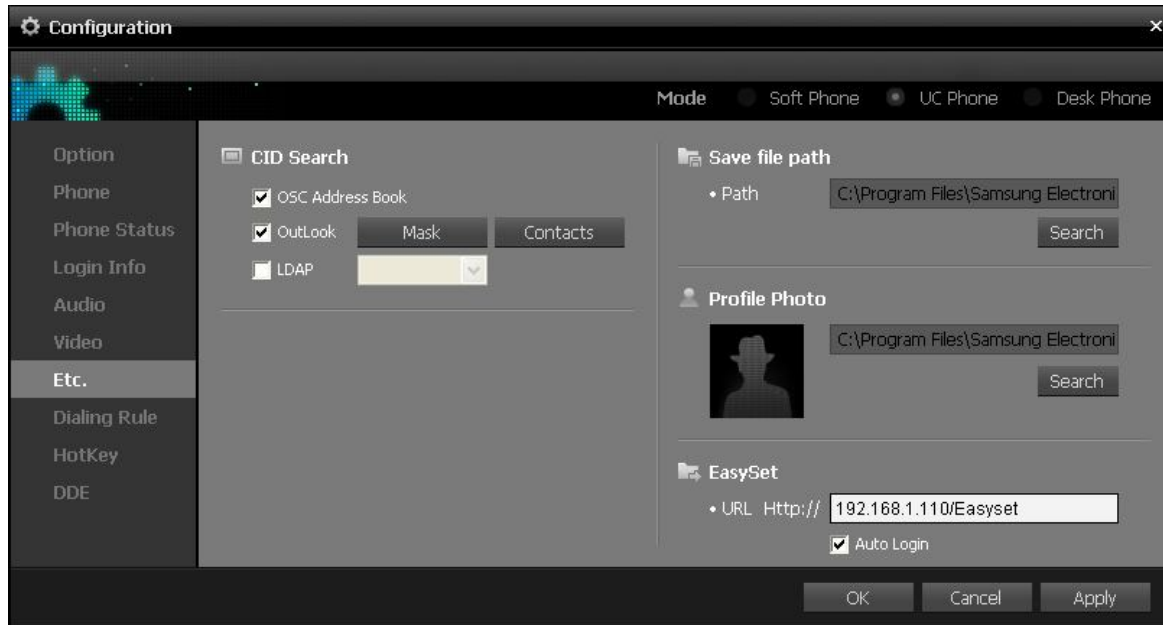 Configuration
Mode Soft Phone UC Phone Desk Phone
Option
Phone
Phone Status
Login Info
Audio
Video
Etc.
Dialing Rule
HotKey
DDE
CID Search
OSC Address Book
OutLook Mask Contacts
LDAP
Save file path
• Path C:\Program Files\Samsung Electroni
Search
Profile Photo
C:\Program Files\Samsung Electroni
Search
EasySet
• URL Http:// 192.168.1.110/Easyset
Auto Login
OK Cancel Apply